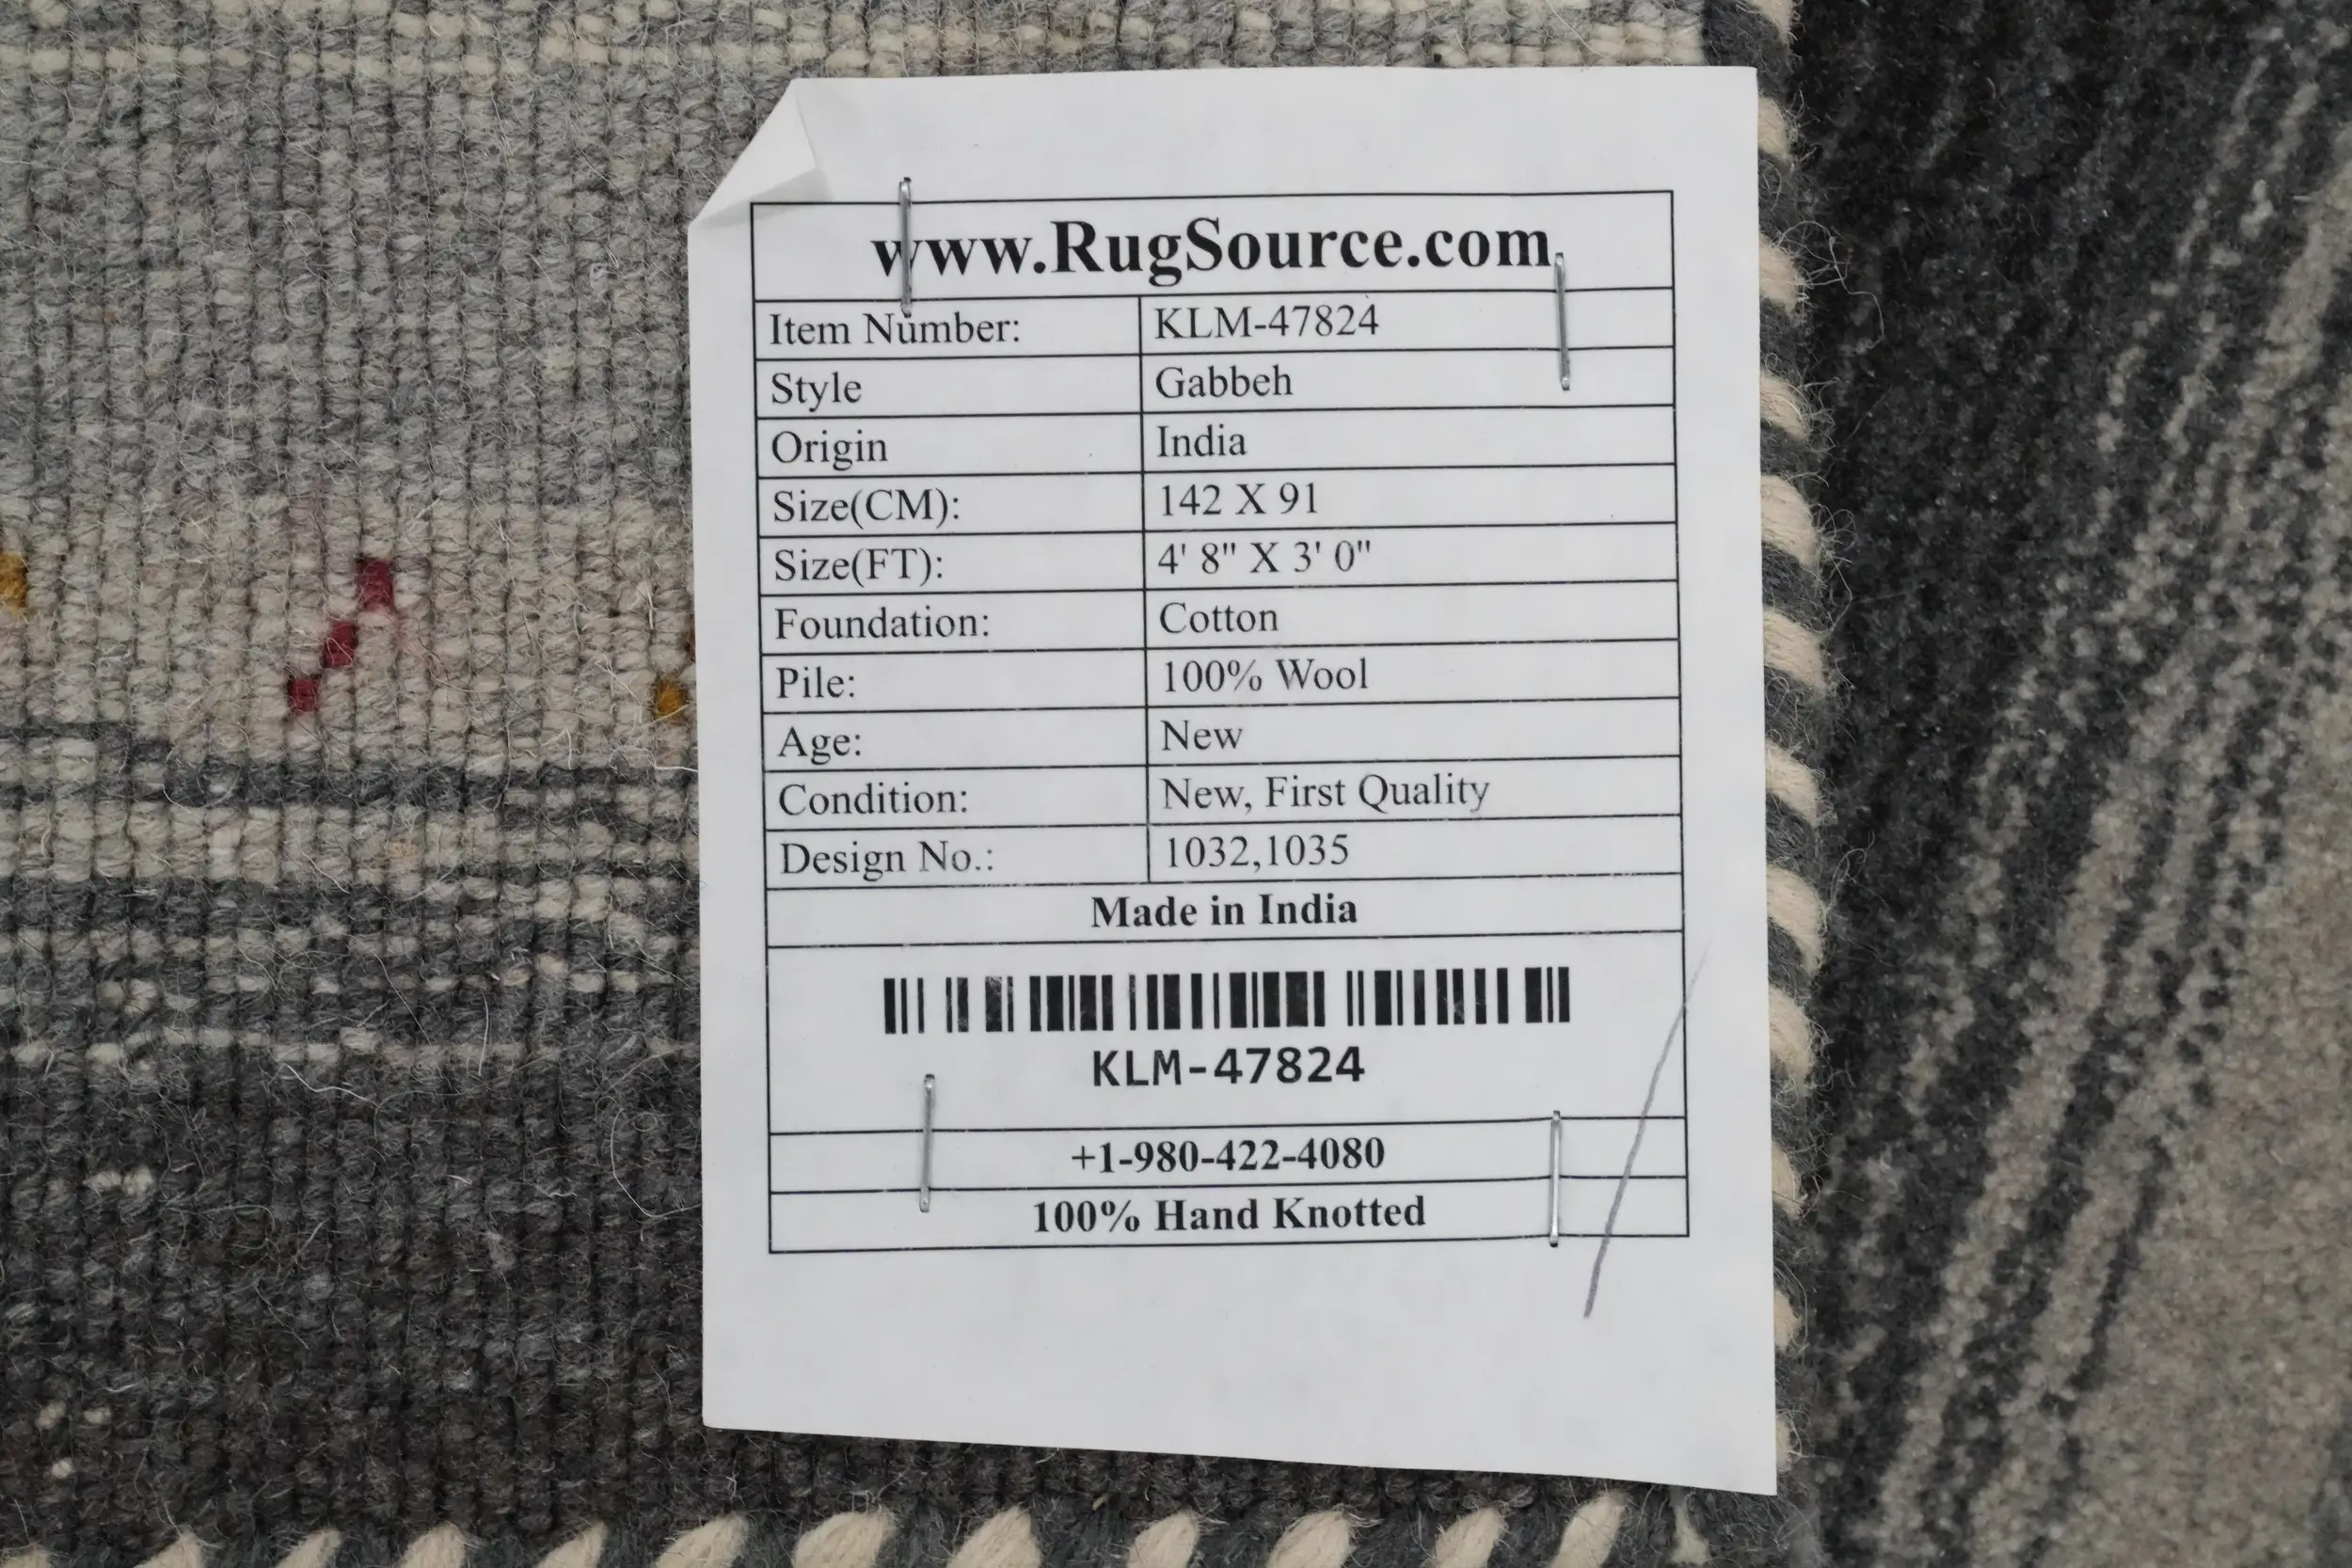 www.RugSource.com
Item Number: KLM-47824
Style Gabbeh
Origin India
Size(CM): 142 X 91
Size(FT): 4' 8" X 3' 0"
Foundation: Cotton
Pile: 100% Wool
Age: New
Condition: New, First Quality
Design No.: 1032,1035
Made in India
KLM-47824
+1-980-422-4080
100% Hand Knotted